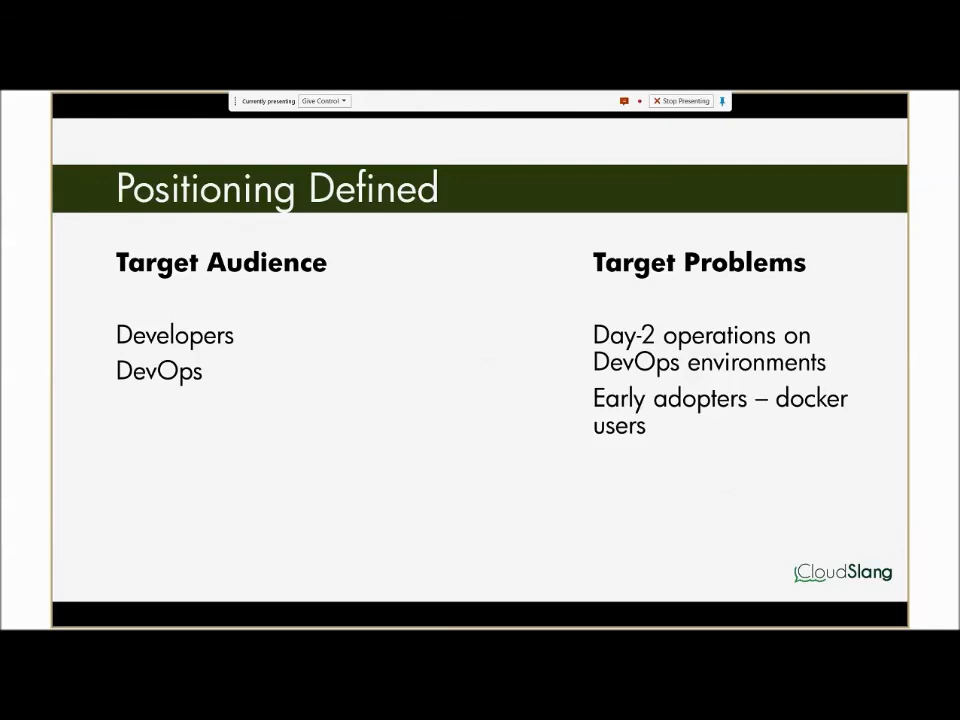 Currently presenting Give Control Stop Presenting
Positioning Defined
Target Audience
Developers
DevOps
Target Problems
Day-2 operations on
DevOps environments
Early adopters – docker
users
CloudSlang